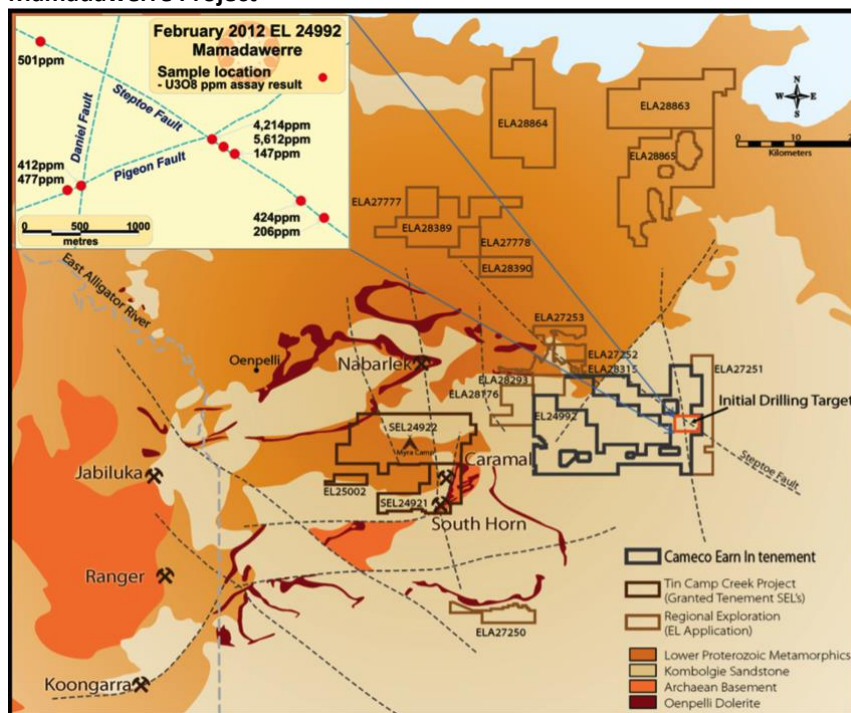 Mamadawerre Project
February 2012 EL 24992
Mamadawerre
Sample location
- U3O8 ppm assay result
501ppm
Steptoe Fault
Daniel Fault
Pigeon Fault
4,214ppm
5,612ppm
147ppm
412ppm
477ppm
424ppm
206ppm
0 500 1000
metres
N
W E
S
0 10 2
Kilometers
ELA28864
ELA28863
ELA28865
ELA27777
ELA28389
ELA27778
ELA28390
East Alligator River
Oenpelli
Nabarlek
ELA27253
ELA27252
ELA28315
ELA27251
ELA28293
ELA28776
EL24992
Initial Drilling Target
Steptoe Fault
SEL24922
Myra Camp
Caramal
Jabiluka
EL25002
SEL24921
South Horn
Ranger
ELA27250
Koongarra
Cameco Earn In tenement
Tin Camp Creek Project
(Granted Tenement SEL's)
Regional Exploration
(EL Application)
Lower Proterozoic Metamorphics
Kombolgie Sandstone
Archaean Basement
Oenpelli Dolerite